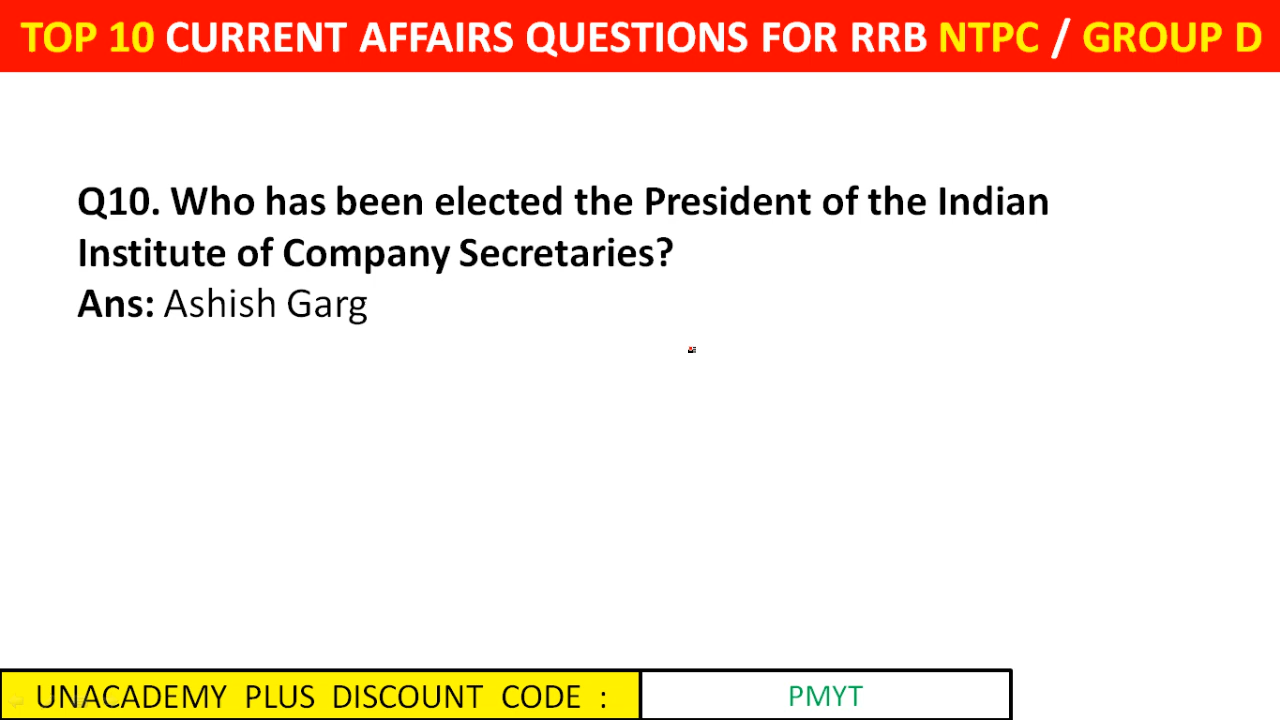 TOP 10 CURRENT AFFAIRS QUESTIONS FOR RRB NTPC / GROUP D
Q10. Who has been elected the President of the Indian
Institute of Company Secretaries?
Ans: Ashish Garg
UNACADEMY PLUS DISCOUNT CODE : PMYT